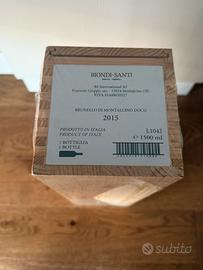 BIONDI-SANTI
BRUNELLO DI MONTALCINO DOCG
2015
PRODOTTO IN ITALIA
PRODUCT OF ITALY
L1042
e 1500 ml
1 BOTTIGLIA
1 BOTTLE
subito